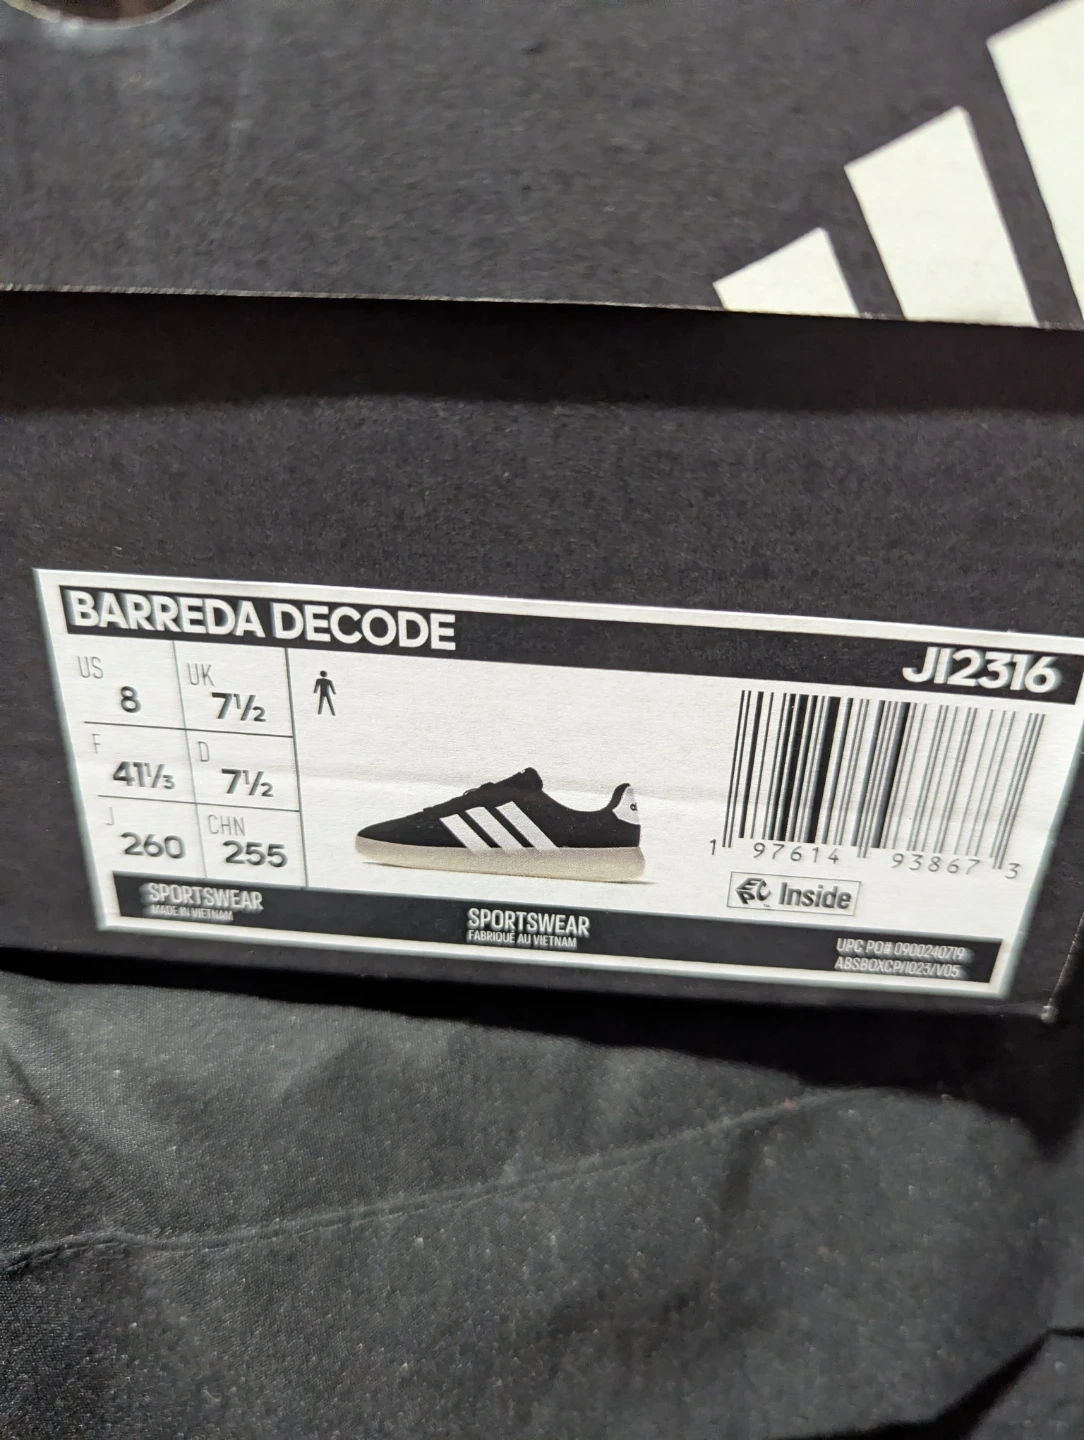 BARREDA DECODE
JI2316
US 8
UK 7½
F 41⅓
D 7½
J 260
CHN 255
1 97614 93867 3
EPC Inside
SPORTSWEAR
MADE IN VIETNAM
SPORTSWEAR
FABRIQUÉ AU VIETNAM
UPC PO# 0900240719
ABSBOXCP/1023/V05